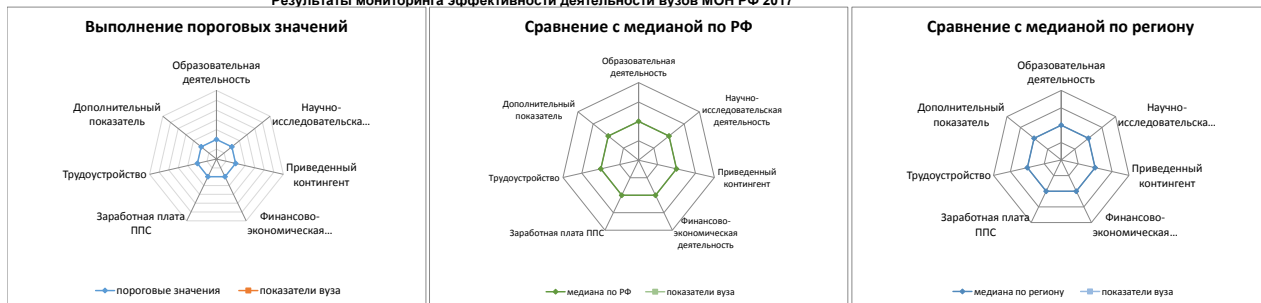 Результаты мониторинга эффективности деятельности вузов МОН РФ 2017
Выполнение пороговых значений
Образовательная
деятельность
Научно-
исследовательска...
Приведенный
контингент
Финансово-
экономическая...
Заработная плата
ППС
Трудоустройство
Дополнительный
показатель
пороговые значения
показатели вуза
Сравнение с медианой по РФ
Образовательная
деятельность
Научно-
исследовательская
деятельность
Приведенный
контингент
Финансово-
экономическая
деятельность
Заработная плата ППС
Трудоустройство
Дополнительный
показатель
медиана по РФ
показатели вуза
Сравнение с медианой по региону
Образовательная
деятельность
Научно-
исследовательска...
Приведенный
контингент
Финансово-
экономическая...
Заработная плата
ППС
Трудоустройство
Дополнительный
показатель
медиана по региону
показатели вуза